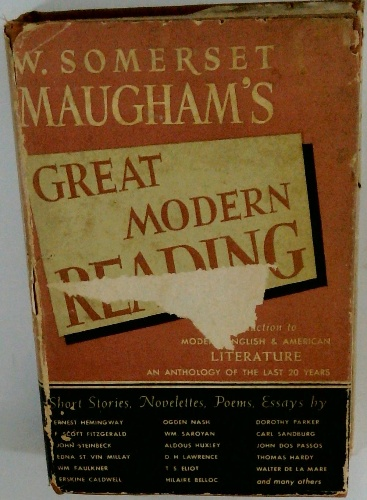 W. SOMERSET
MAUGHAM'S
GREAT
MODERN
READING
ction to
MODE ENGLISH & AMERICAN
LITERATURE
AN ANTHOLOGY OF THE LAST 20 YEARS
Short Stories, Novelettes, Poems, Essays by
ERNEST HEMINGWAY OGDEN NASH DOROTHY PARKER
F SCOTT FITZGERALD WM SAROYAN CARL SANDBURG
JOHN STEINBECK ALDOUS HUXLEY JOHN DOS PASSOS
EDNA ST VIN MILLAY D H LAWRENCE THOMAS HARDY
WM FAULKNER T S ELIOT WALTER DE LA MARE
ERSKINE CALDWELL HILAIRE BELLOC and many others